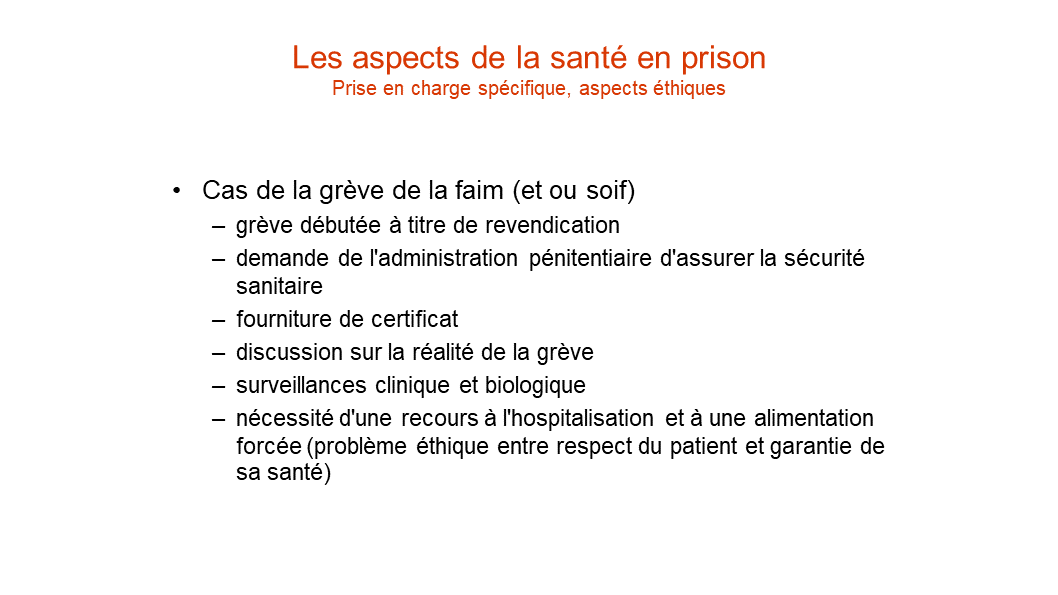 Les aspects de la santé en prison
Prise en charge spécifique, aspects éthiques
• Cas de la grève de la faim (et ou soif)
– grève débutée à titre de revendication
– demande de l'administration pénitentiaire d'assurer la sécurité
sanitaire
– fourniture de certificat
– discussion sur la réalité de la grève
– surveillances clinique et biologique
– nécessité d'une recours à l'hospitalisation et à une alimentation
forcée (problème éthique entre respect du patient et garantie de
sa santé)